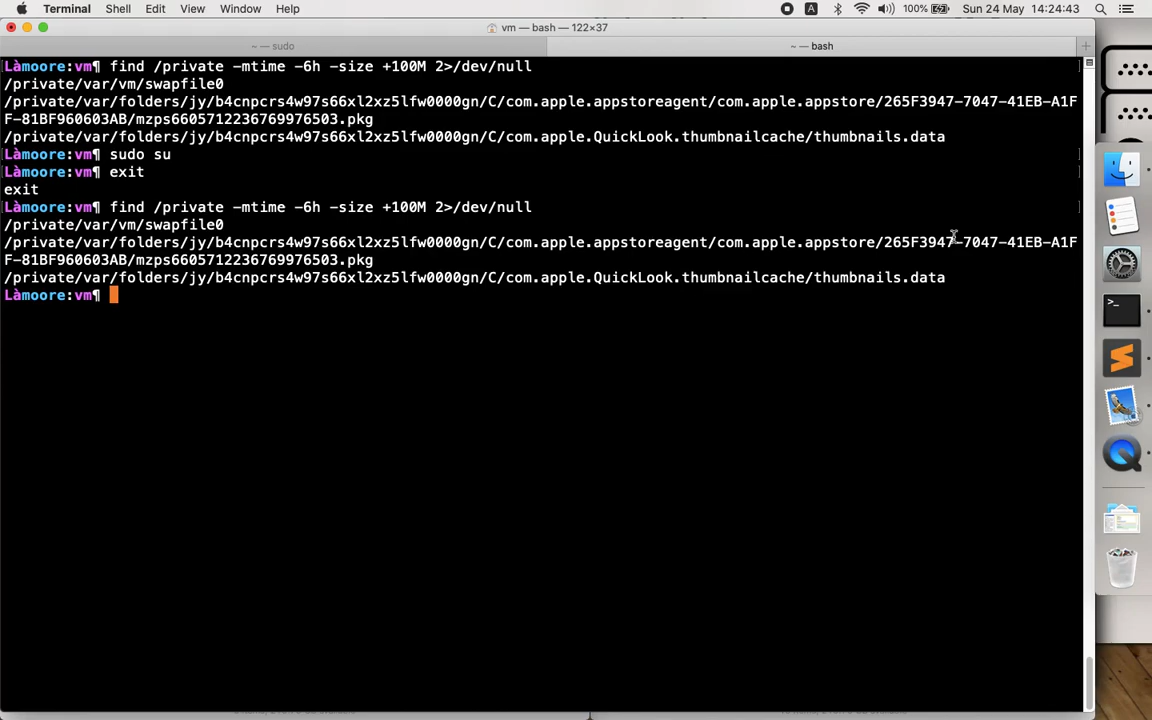 Terminal Shell Edit View Window Help A 100% Sun 24 May 14:24:43
vm — bash — 122×37
~ — sudo
~ — bash
+
Làmoore:vm¶ find /private -mtime -6h -size +100M 2>/dev/null
/private/var/vm/swapfile0
/private/var/folders/jy/b4cnpcrs4w97s66xl2xz5lfw0000gn/C/com.apple.appstoreagent/com.apple.appstore/265F3947-7047-41EB-A1F
F-81BF960603AB/mzps6605712236769976503.pkg
/private/var/folders/jy/b4cnpcrs4w97s66xl2xz5lfw0000gn/C/com.apple.QuickLook.thumbnailcache/thumbnails.data
Làmoore:vm¶ sudo su
Làmoore:vm¶ exit
exit
Làmoore:vm¶ find /private -mtime -6h -size +100M 2>/dev/null
/private/var/vm/swapfile0
/private/var/folders/jy/b4cnpcrs4w97s66xl2xz5lfw0000gn/C/com.apple.appstoreagent/com.apple.appstore/265F3947-7047-41EB-A1F
F-81BF960603AB/mzps6605712236769976503.pkg
/private/var/folders/jy/b4cnpcrs4w97s66xl2xz5lfw0000gn/C/com.apple.QuickLook.thumbnailcache/thumbnails.data
Làmoore:vm¶